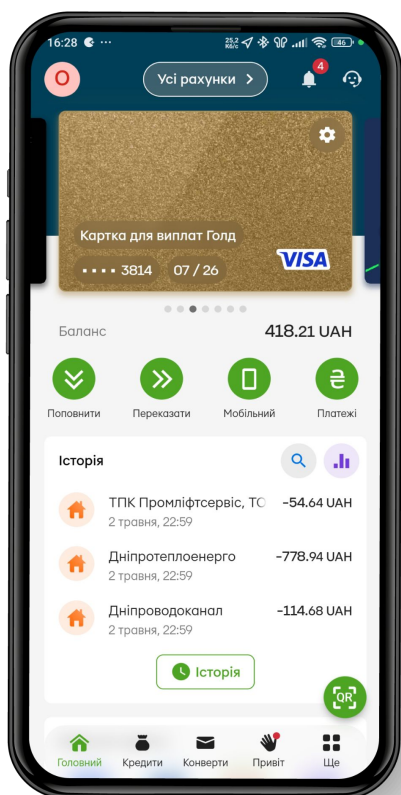 16:28
25,2 Кб/с
46
О
Усі рахунки >
4
Картка для виплат Голд
•••• 3814 07 / 26
VISA
Баланс 418.21 UAH
Поповнити Переказати Мобільний Платежі
Історія
ТПК Промліфтсервіс, ТО -54.64 UAH
2 травня, 22:59
Дніпротеплоенерго -778.94 UAH
2 травня, 22:59
Дніпроводоканал -114.68 UAH
2 травня, 22:59
Історія
QR
Головний Кредити Конверти Привіт Ще